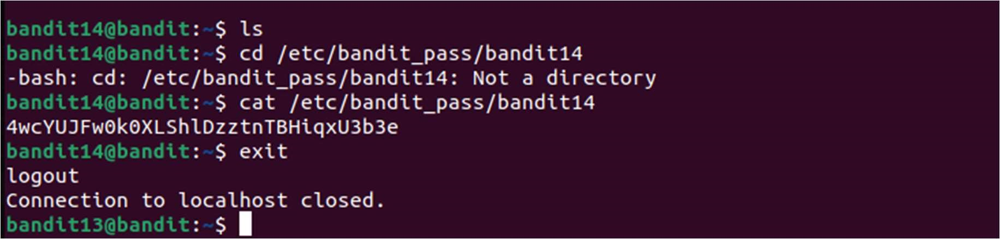 bandit14@bandit:~$ ls
bandit14@bandit:~$ cd /etc/bandit_pass/bandit14
-bash: cd: /etc/bandit_pass/bandit14: Not a directory
bandit14@bandit:~$ cat /etc/bandit_pass/bandit14
4wcYUJFw0k0XLShlDzztnTBHiqxU3b3e
bandit14@bandit:~$ exit
logout
Connection to localhost closed.
bandit13@bandit:~$